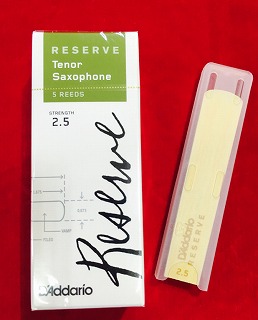 RESERVE
Tenor
Saxophone
5 REEDS
STRENGTH
2.5
Reserve
D'Addario
D'Addario
RESERVE
2.5